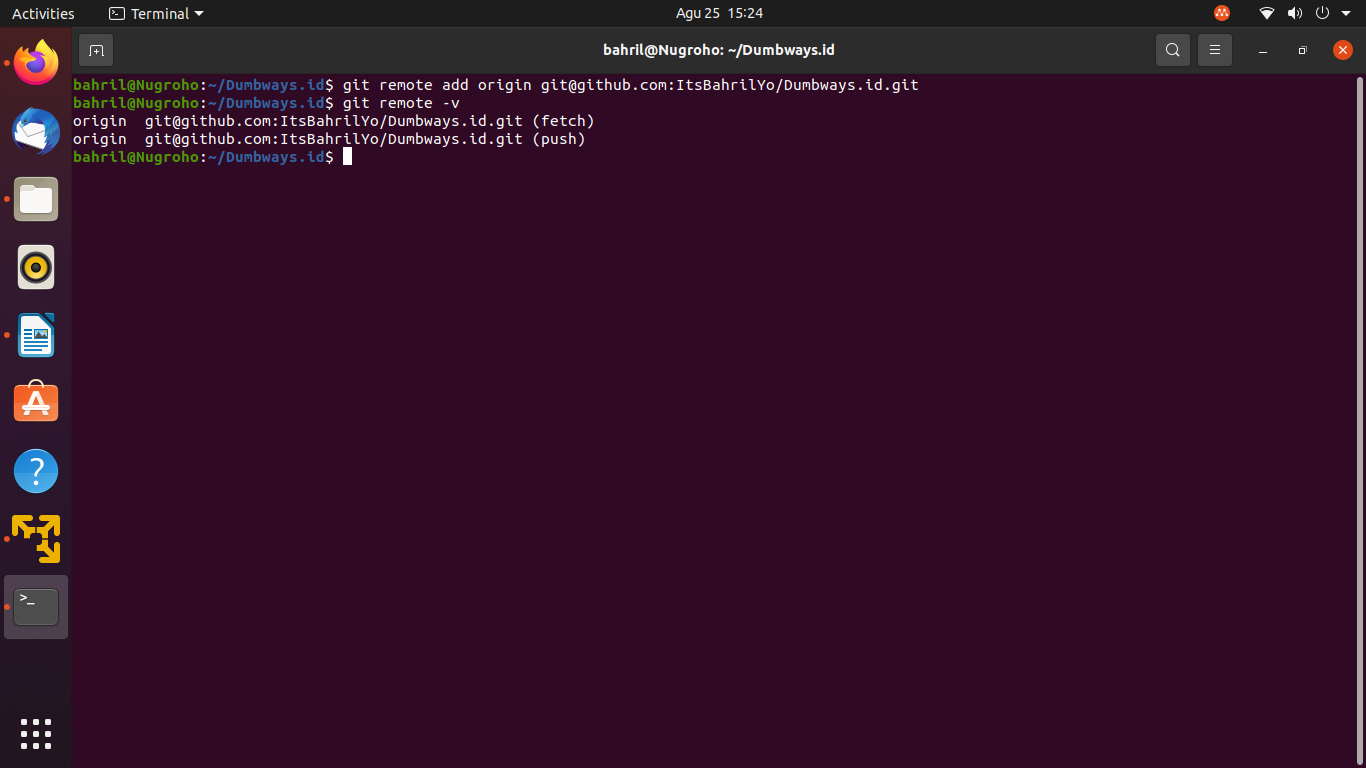 Activities
Terminal
Agu 25 15:24
bahril@Nugroho: ~/Dumbways.id
bahril@Nugroho:~/Dumbways.id$ git remote add origin git@github.com:ItsBahrilYo/Dumbways.id.git
bahril@Nugroho:~/Dumbways.id$ git remote -v
origin  git@github.com:ItsBahrilYo/Dumbways.id.git (fetch)
origin  git@github.com:ItsBahrilYo/Dumbways.id.git (push)
bahril@Nugroho:~/Dumbways.id$